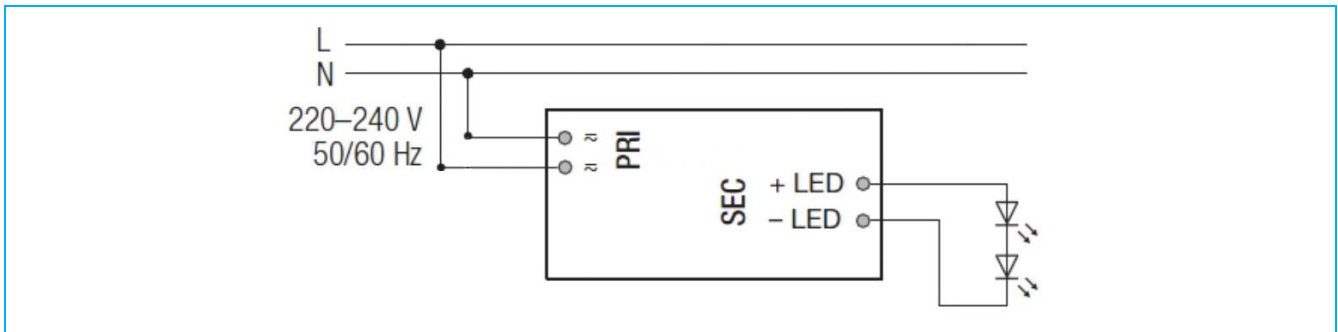 L
N
220–240 V
50/60 Hz
≂
≂
PRI
SEC
+ LED
– LED